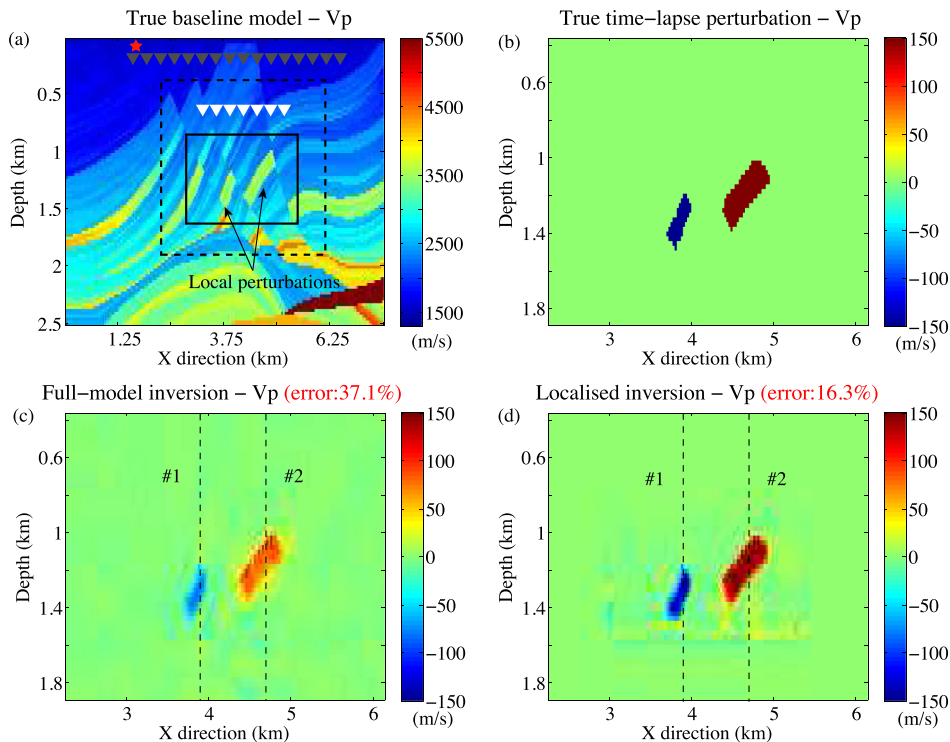 True baseline model − Vp
(a)
5500
4500
3500
2500
1500
(m/s)
0.5
1
1.5
2
2.5
Depth (km)
Local perturbations
1.25
3.75
6.25
X direction (km)
True time−lapse perturbation − Vp
(b)
150
100
50
0
−50
−100
−150
(m/s)
0.6
1
1.4
1.8
Depth (km)
3
4
5
6
X direction (km)
Full−model inversion − Vp (error:37.1%)
(c)
150
100
50
0
−50
−100
−150
(m/s)
#1
#2
0.6
1
1.4
1.8
Depth (km)
3
4
5
6
X direction (km)
Localised inversion − Vp (error:16.3%)
(d)
150
100
50
0
−50
−100
−150
(m/s)
#1
#2
0.6
1
1.4
1.8
Depth (km)
3
4
5
6
X direction (km)